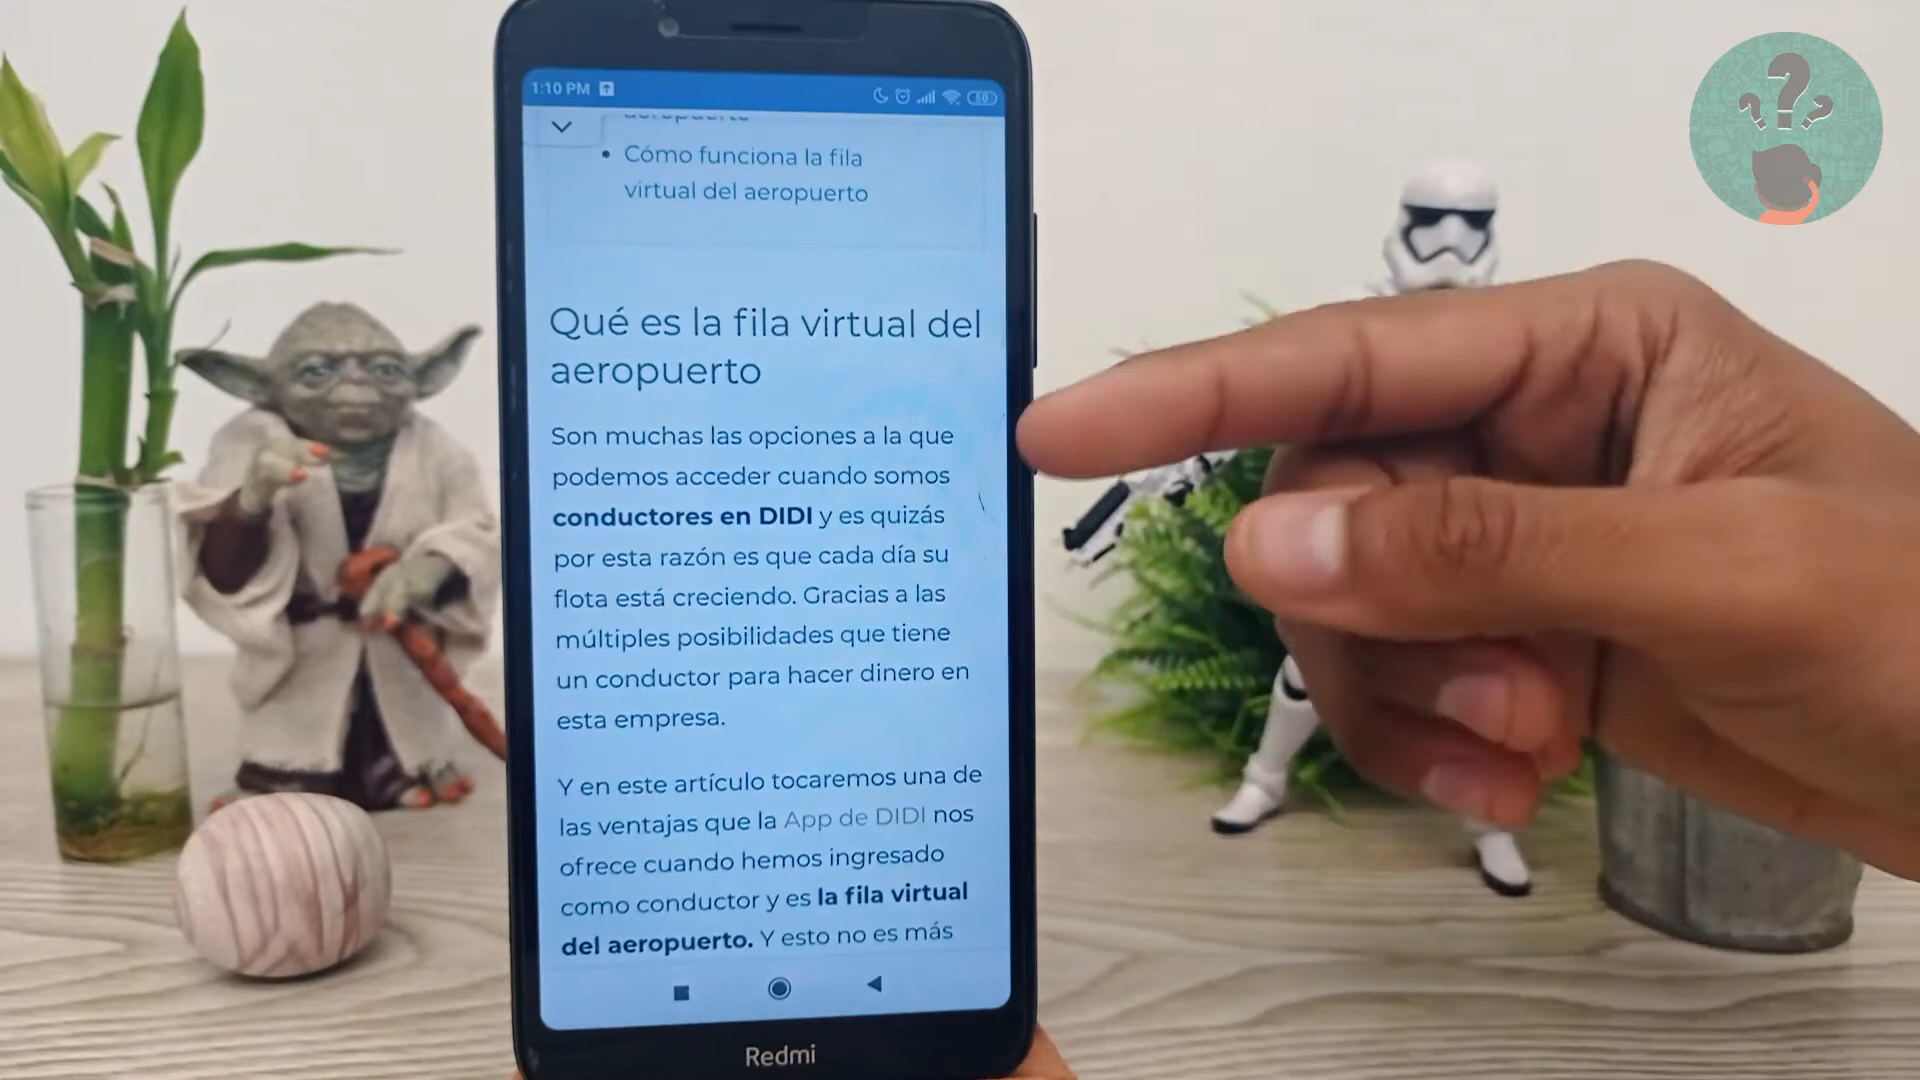 1:10 PM
50
Cómo funciona la fila
virtual del aeropuerto
Qué es la fila virtual del
aeropuerto
Son muchas las opciones a la que
podemos acceder cuando somos
conductores en DIDI y es quizás
por esta razón es que cada día su
flota está creciendo. Gracias a las
múltiples posibilidades que tiene
un conductor para hacer dinero en
esta empresa.
Y en este artículo tocaremos una de
las ventajas que la App de DIDI nos
ofrece cuando hemos ingresado
como conductor y es la fila virtual
del aeropuerto. Y esto no es más
Redmi